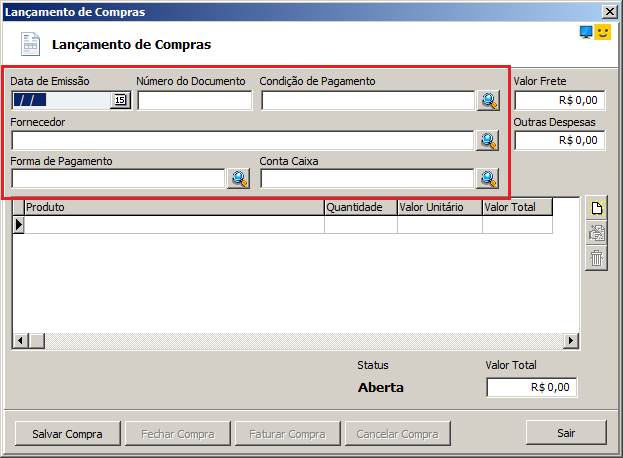 Lançamento de Compras
Lançamento de Compras
Data de Emissão Número do Documento Condição de Pagamento Valor Frete
/ / 15 R$ 0,00
Fornecedor Outras Despesas
R$ 0,00
Forma de Pagamento Conta Caixa
Produto Quantidade Valor Unitário Valor Total
Status Valor Total
Aberta R$ 0,00
Salvar Compra Fechar Compra Faturar Compra Cancelar Compra Sair